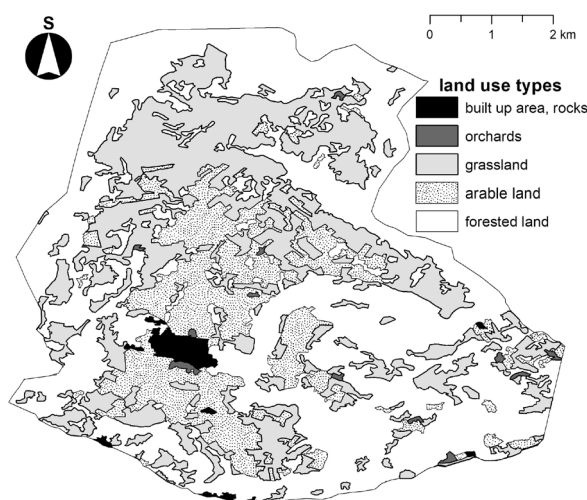 S
0 1 2 km
land use types
built up area, rocks
orchards
grassland
arable land
forested land